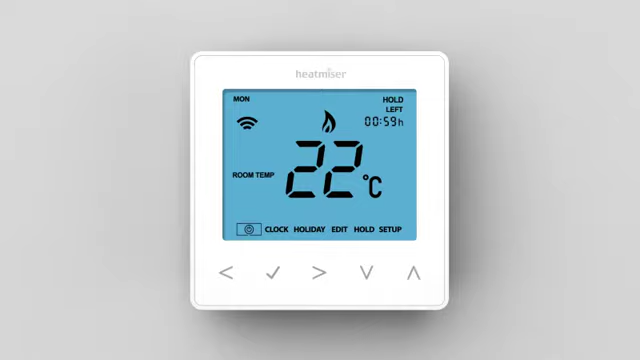 heatmiser
MON
HOLD
LEFT
00:59h
ROOM TEMP
22°C
CLOCK HOLIDAY EDIT HOLD SETUP